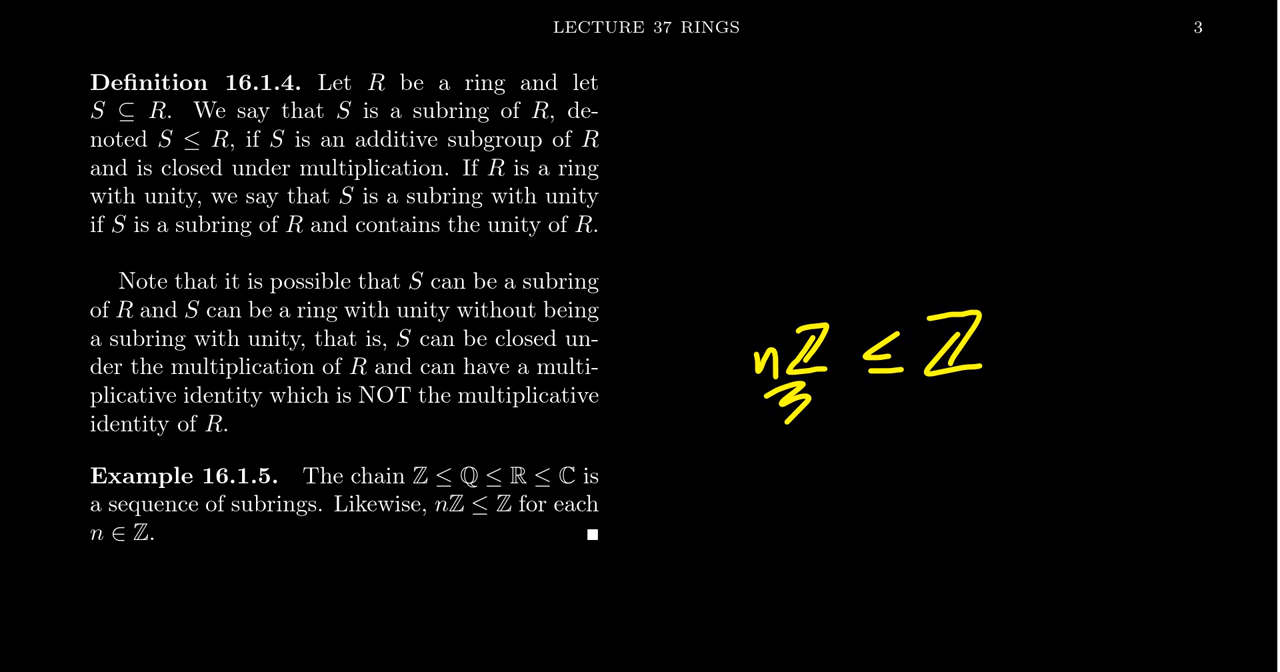 LECTURE 37 RINGS 3
Definition 16.1.4. Let R be a ring and let
S ⊆ R. We say that S is a subring of R, de-
noted S ≤ R, if S is an additive subgroup of R
and is closed under multiplication. If R is a ring
with unity, we say that S is a subring with unity
if S is a subring of R and contains the unity of R.
Note that it is possible that S can be a subring
of R and S can be a ring with unity without being
a subring with unity, that is, S can be closed un-
der the multiplication of R and can have a multi-
plicative identity which is NOT the multiplicative
identity of R.
Example 16.1.5. The chain ℤ ≤ ℚ ≤ ℝ ≤ ℂ is
a sequence of subrings. Likewise, nℤ ≤ ℤ for each
n ∈ ℤ. ■
nℤ ≤ ℤ